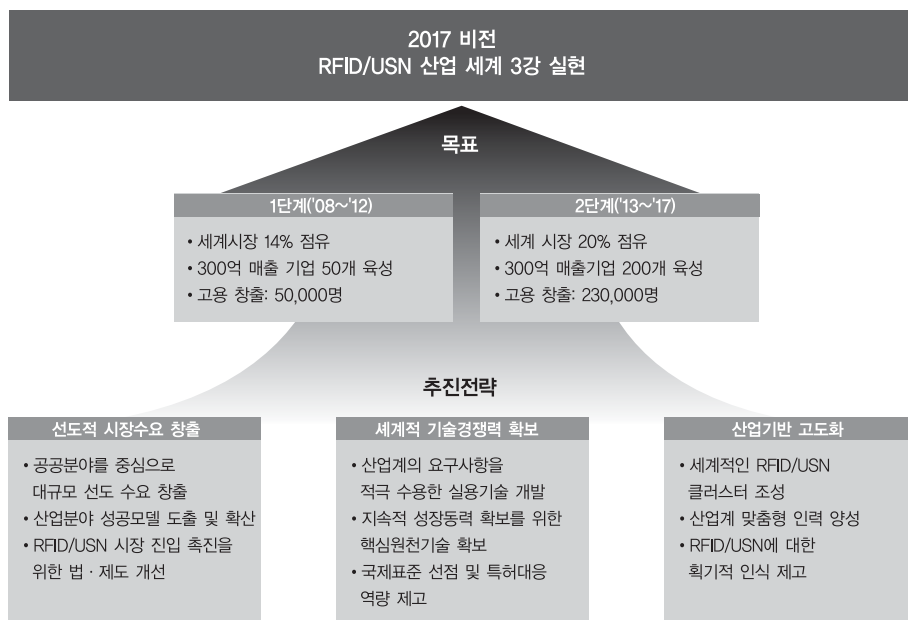 2017 비전
RFID/USN 산업 세계 3강 실현
목표
1단계('08~'12)
• 세계시장 14% 점유
• 300억 매출 기업 50개 육성
• 고용 창출: 50,000명
2단계('13~'17)
• 세계 시장 20% 점유
• 300억 매출기업 200개 육성
• 고용 창출: 230,000명
추진전략
선도적 시장수요 창출
• 공공분야를 중심으로
대규모 선도 수요 창출
• 산업분야 성공모델 도출 및 확산
• RFID/USN 시장 진입 촉진을
위한 법·제도 개선
세계적 기술경쟁력 확보
• 산업계의 요구사항을
적극 수용한 실용기술 개발
• 지속적 성장동력 확보를 위한
핵심원천기술 확보
• 국제표준 선점 및 특허대응
역량 제고
산업기반 고도화
• 세계적인 RFID/USN
클러스터 조성
• 산업계 맞춤형 인력 양성
• RFID/USN에 대한
획기적 인식 제고